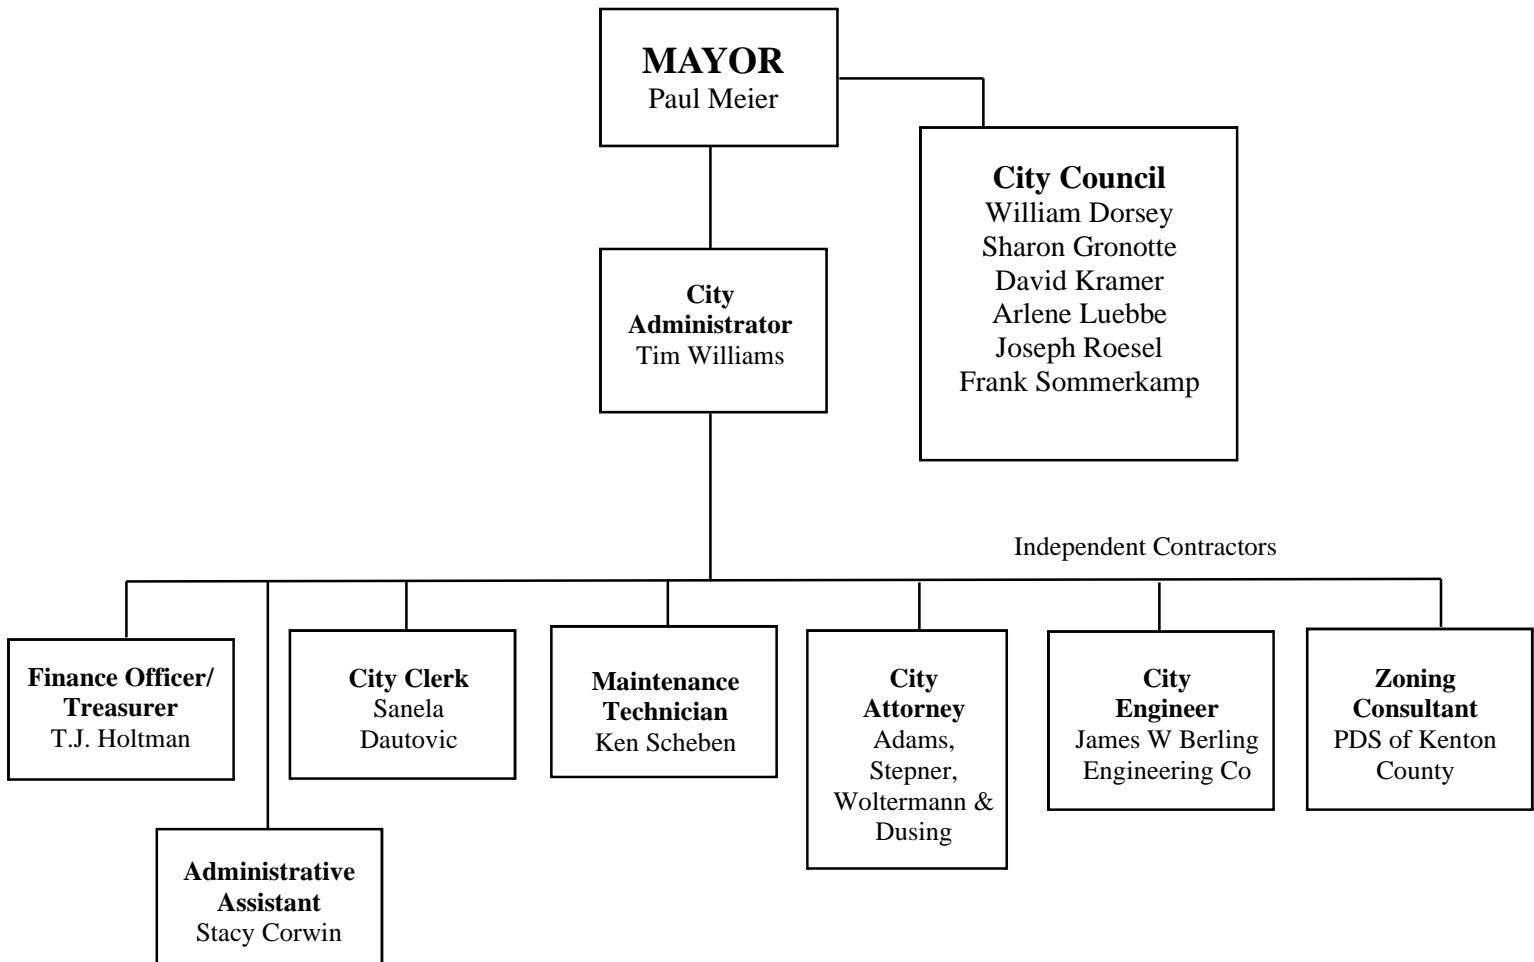 MAYOR
Paul Meier
City Council
William Dorsey
Sharon Gronotte
David Kramer
Arlene Luebbe
Joseph Roesel
Frank Sommerkamp
City
Administrator
Tim Williams
Independent Contractors
Finance Officer/
Treasurer
T.J. Holtman
City Clerk
Sanela
Dautovic
Maintenance
Technician
Ken Scheben
City
Attorney
Adams,
Stepner,
Woltermann &
Dusing
City
Engineer
James W Berling
Engineering Co
Zoning
Consultant
PDS of Kenton
County
Administrative
Assistant
Stacy Corwin